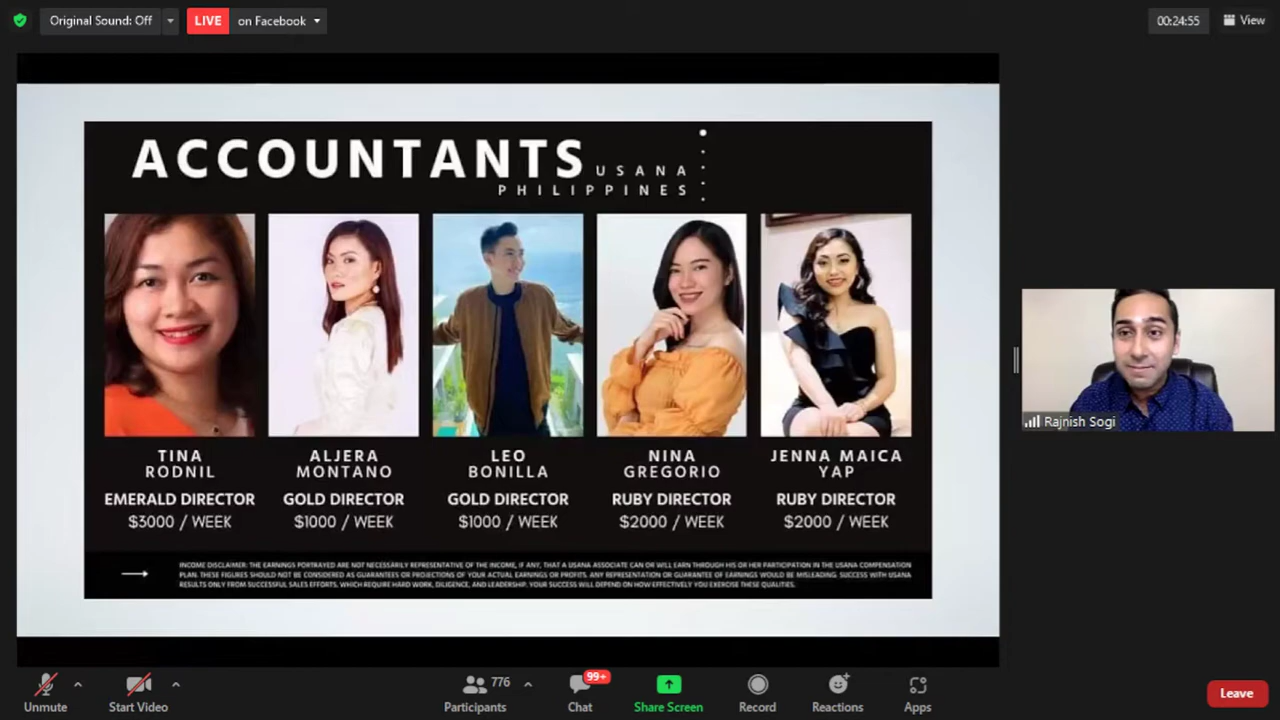 Original Sound: Off
LIVE on Facebook
00:24:55
View
ACCOUNTANTS USANA
PHILIPPINES
TINA
RODNIL
EMERALD DIRECTOR
$3000 / WEEK
ALJERA
MONTANO
GOLD DIRECTOR
$1000 / WEEK
LEO
BONILLA
GOLD DIRECTOR
$1000 / WEEK
NINA
GREGORIO
RUBY DIRECTOR
$2000 / WEEK
JENNA MAICA
YAP
RUBY DIRECTOR
$2000 / WEEK
INCOME DISCLAIMER: THE EARNINGS PORTRAYED ARE NOT NECESSARILY REPRESENTATIVE OF THE INCOME, IF ANY, THAT A USANA ASSOCIATE CAN OR WILL EARN THROUGH HIS OR HER PARTICIPATION IN THE USANA COMPENSATION
PLAN. THESE FIGURES SHOULD NOT BE CONSIDERED AS GUARANTEES OR PROJECTIONS OF YOUR ACTUAL EARNINGS OR PROFITS. ANY REPRESENTATION OR GUARANTEE OF EARNINGS WOULD BE MISLEADING. SUCCESS WITH USANA
RESULTS ONLY FROM SUCCESSFUL SALES EFFORTS, WHICH REQUIRE HARD WORK, DILIGENCE, AND LEADERSHIP. YOUR SUCCESS WILL DEPEND ON HOW EFFECTIVELY YOU EXERCISE THESE QUALITIES.
Rajnish Sogi
Unmute
Start Video
776
Participants
99+
Chat
Share Screen
Record
Reactions
Apps
Leave